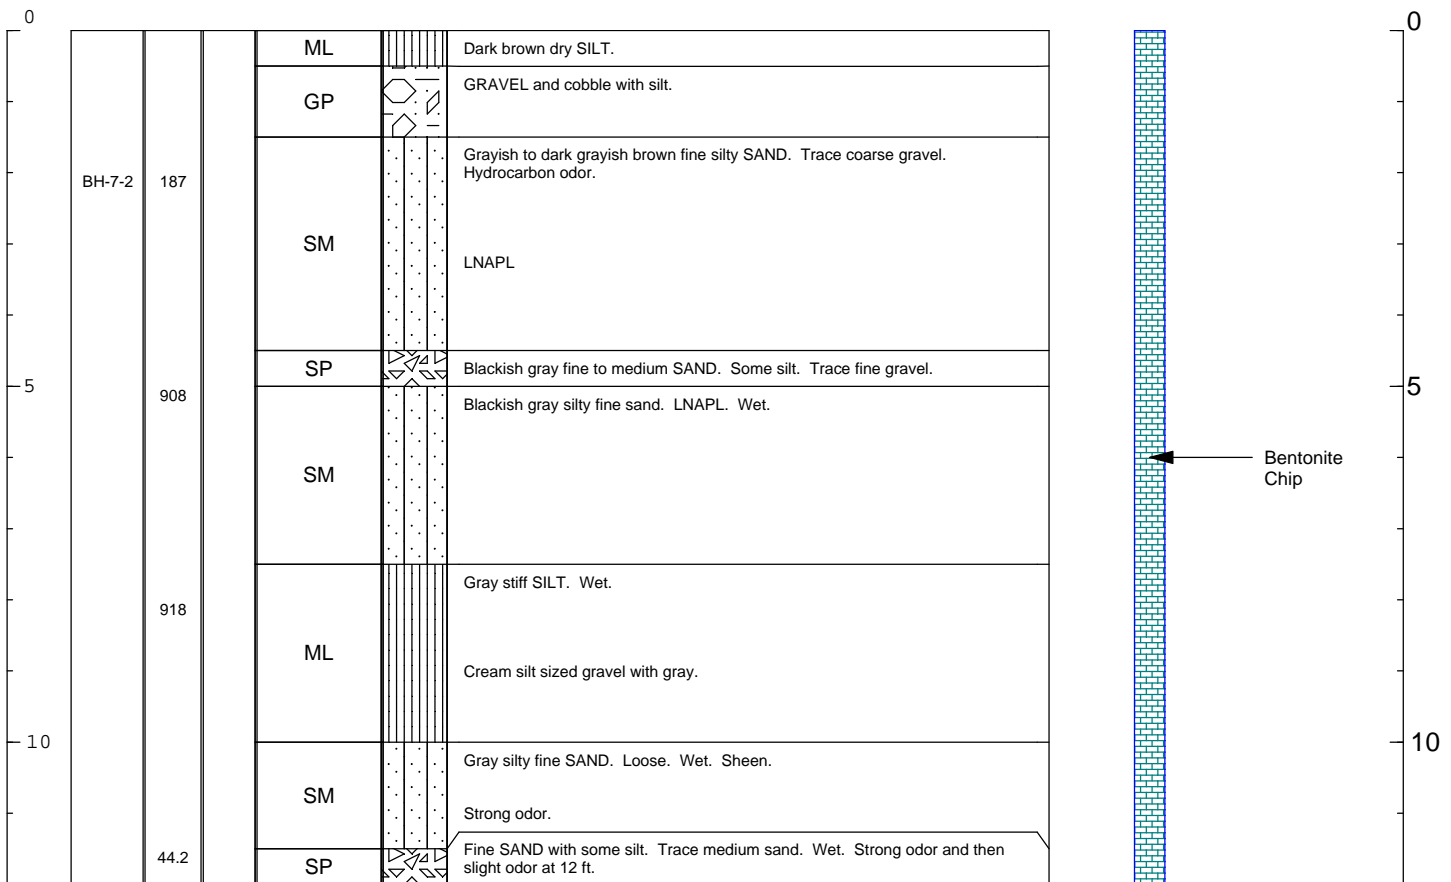 0
0
ML
Dark brown dry SILT.
GP
GRAVEL and cobble with silt.
Grayish to dark grayish brown fine silty SAND.  Trace coarse gravel.
Hydrocarbon odor.
BH-7-2
187
SM
LNAPL
SP
Blackish gray fine to medium SAND.  Some silt.  Trace fine gravel.
5
5
908
Blackish gray silty fine sand.  LNAPL.  Wet.
SM
Bentonite
Chip
Gray stiff SILT.  Wet.
918
ML
Cream silt sized gravel with gray.
10
10
Gray silty fine SAND.  Loose.  Wet.  Sheen.
SM
Strong odor.
44.2
SP
Fine SAND with some silt.  Trace medium sand.  Wet.  Strong odor and then
slight odor at 12 ft.